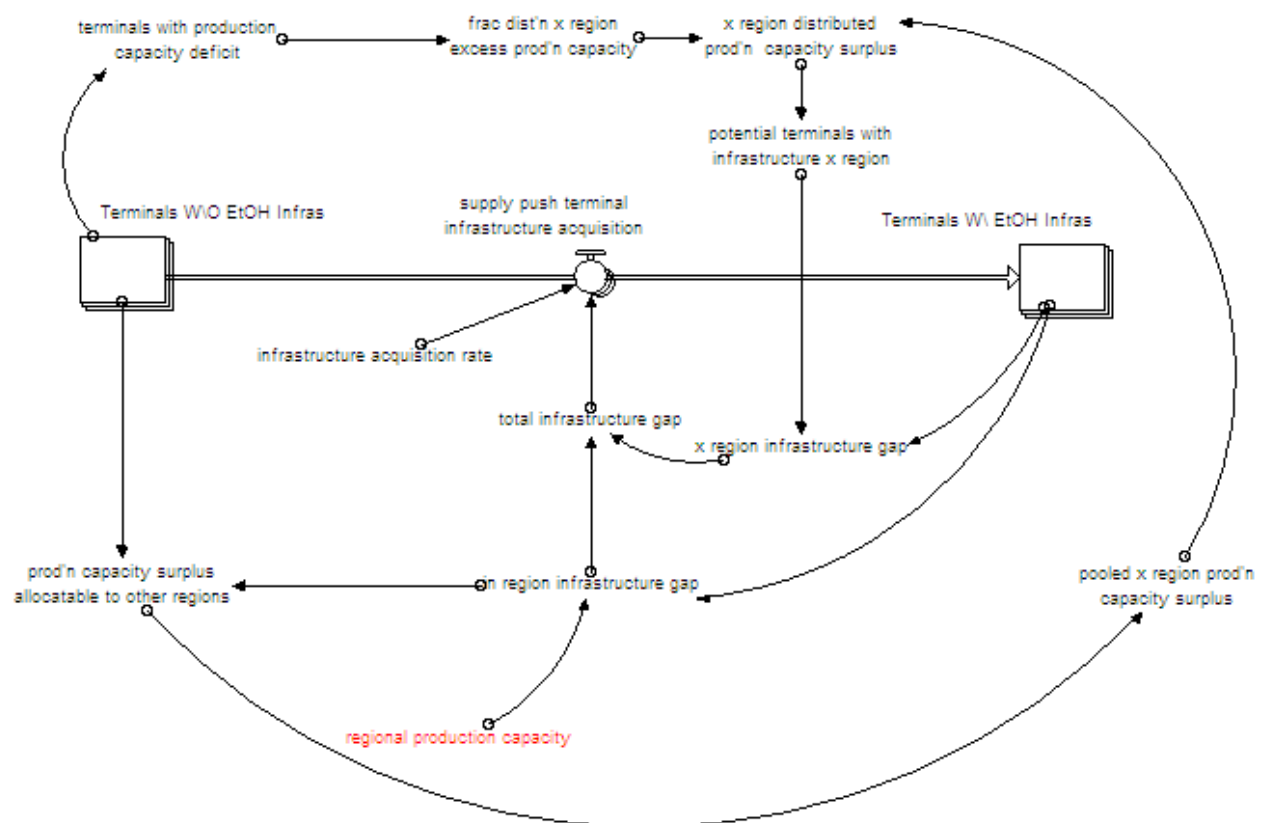 terminals with production
capacity deficit
frac dist'n x region
excess prod'n capacity
x region distributed
prod'n capacity surplus
potential terminals with
infrastructure x region
Terminals W\O EtOH Infras
supply push terminal
infrastructure acquisition
Terminals W\ EtOH Infras
infrastructure acquisition rate
total infrastructure gap
x region infrastructure gap
prod'n capacity surplus
allocatable to other regions
in region infrastructure gap
pooled x region prod'n
capacity surplus
regional production capacity